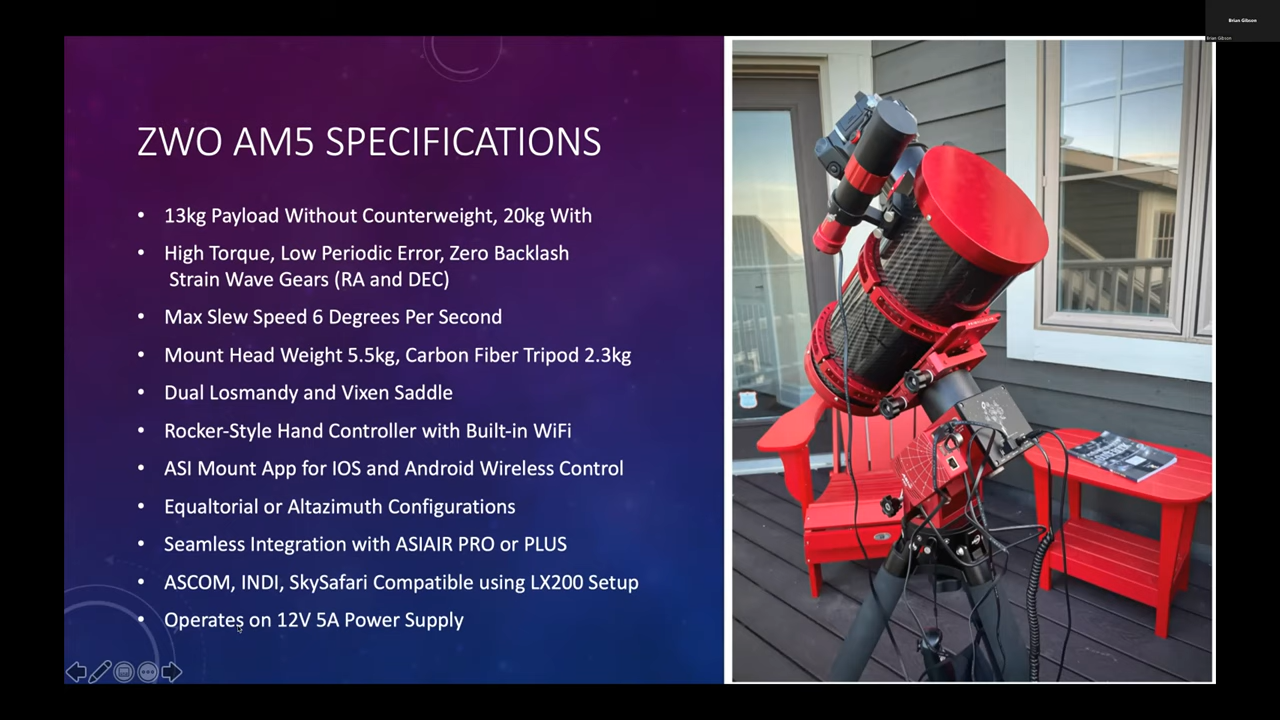 Brian Gibson
Brian Gibson
ZWO AM5 SPECIFICATIONS
• 13kg Payload Without Counterweight, 20kg With
• High Torque, Low Periodic Error, Zero Backlash
Strain Wave Gears (RA and DEC)
• Max Slew Speed 6 Degrees Per Second
• Mount Head Weight 5.5kg, Carbon Fiber Tripod 2.3kg
• Dual Losmandy and Vixen Saddle
• Rocker-Style Hand Controller with Built-in WiFi
• ASI Mount App for IOS and Android Wireless Control
• Equaltorial or Altazimuth Configurations
• Seamless Integration with ASIAIR PRO or PLUS
• ASCOM, INDI, SkySafari Compatible using LX200 Setup
• Operates on 12V 5A Power Supply